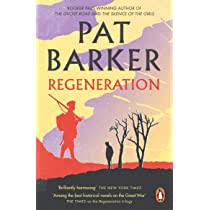 BOOKER PRIZE-WINNING AUTHOR OF
THE GHOST ROAD AND THE SILENCE OF THE GIRLS
PAT
BARKER
REGENERATION
'Brilliantly harrowing' THE NEW YORK TIMES
'Among the best historical novels on the Great War'
THE TIMES on the Regeneration trilogy